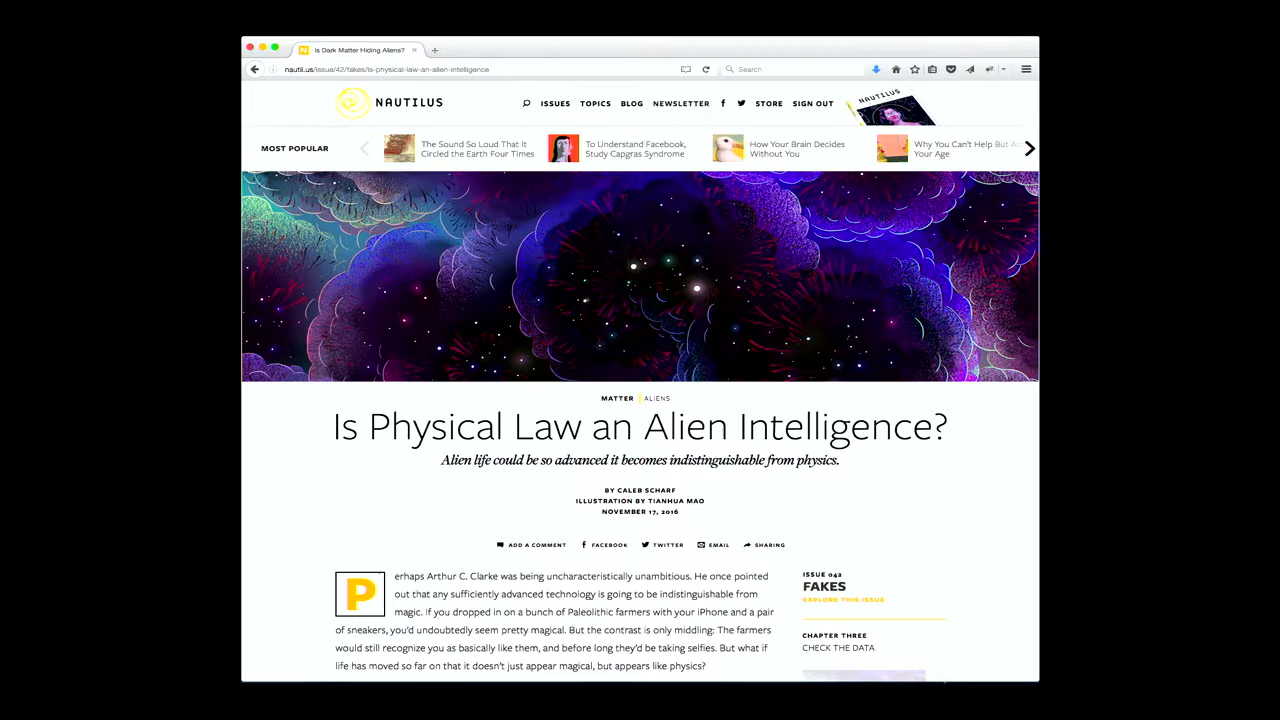 Is Dark Matter Hiding Aliens?
nautil.us/issue/42/fakes/is-physical-law-an-alien-intelligence
Search
NAUTILUS
ISSUES TOPICS BLOG NEWSLETTER STORE SIGN OUT
NAUTILUS
MOST POPULAR
The Sound So Loud That It
Circled the Earth Four Times
To Understand Facebook,
Study Capgras Syndrome
How Your Brain Decides
Without You
Why You Can't Help But Ac
Your Age
MATTER ALIENS
Is Physical Law an Alien Intelligence?
Alien life could be so advanced it becomes indistinguishable from physics.
BY CALEB SCHARF
ILLUSTRATION BY TIANHUA MAO
NOVEMBER 17, 2016
ADD A COMMENT FACEBOOK TWITTER EMAIL SHARING
Perhaps Arthur C. Clarke was being uncharacteristically unambitious. He once pointed
out that any sufficiently advanced technology is going to be indistinguishable from
magic. If you dropped in on a bunch of Paleolithic farmers with your iPhone and a pair
of sneakers, you'd undoubtedly seem pretty magical. But the contrast is only middling: The farmers
would still recognize you as basically like them, and before long they'd be taking selfies. But what if
life has moved so far on that it doesn't just appear magical, but appears like physics?
ISSUE 042
FAKES
EXPLORE THIS ISSUE
CHAPTER THREE
CHECK THE DATA